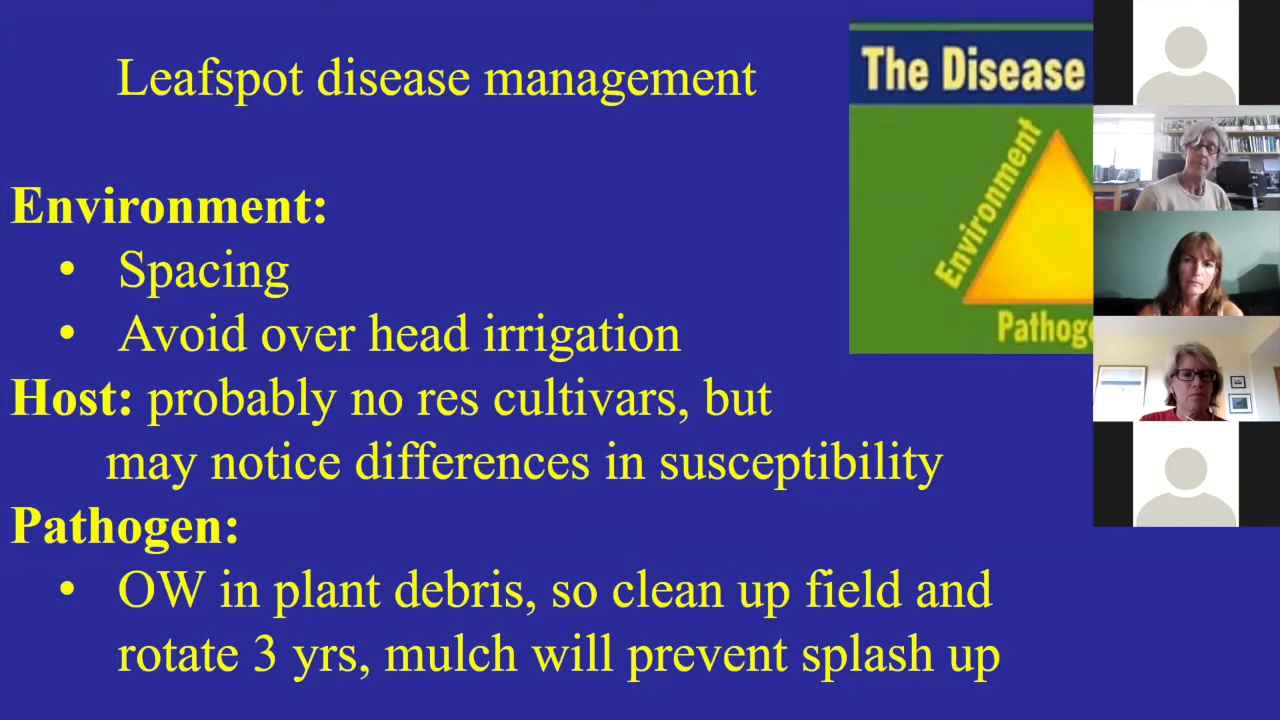 Leafspot disease management
The Disease
Environment:
• Spacing
• Avoid over head irrigation
Host: probably no res cultivars, but
may notice differences in susceptibility
Pathogen:
• OW in plant debris, so clean up field and
rotate 3 yrs, mulch will prevent splash up
Environment